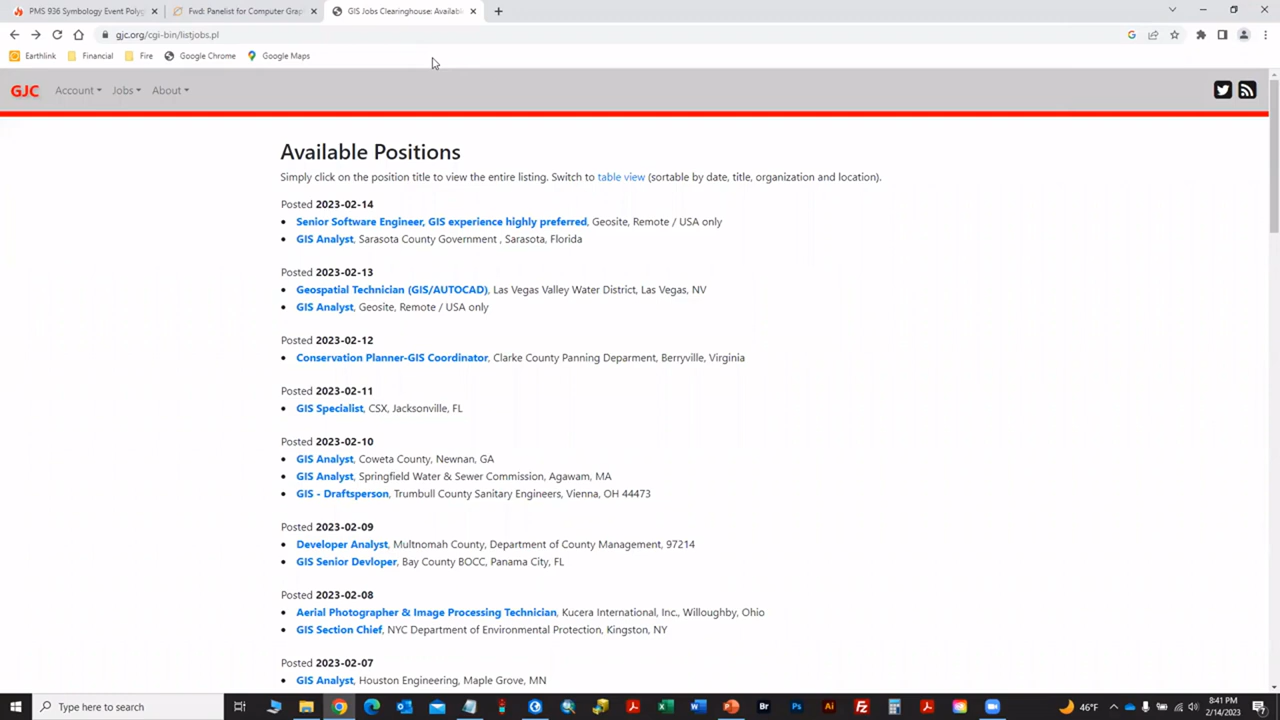 PMS 936 Symbology Event Polyg
Fwd: Panelist for Computer Grap
GIS Jobs Clearinghouse: Availab
gjc.org/cgi-bin/listjobs.pl
Earthlink Financial Fire Google Chrome Google Maps
GJC Account Jobs About
Available Positions
Simply click on the position title to view the entire listing. Switch to table view (sortable by date, title, organization and location).
Posted 2023-02-14
• Senior Software Engineer, GIS experience highly preferred, Geosite, Remote / USA only
• GIS Analyst, Sarasota County Government , Sarasota, Florida
Posted 2023-02-13
• Geospatial Technician (GIS/AUTOCAD), Las Vegas Valley Water District, Las Vegas, NV
• GIS Analyst, Geosite, Remote / USA only
Posted 2023-02-12
• Conservation Planner-GIS Coordinator, Clarke County Panning Deparment, Berryville, Virginia
Posted 2023-02-11
• GIS Specialist, CSX, Jacksonville, FL
Posted 2023-02-10
• GIS Analyst, Coweta County, Newnan, GA
• GIS Analyst, Springfield Water & Sewer Commission, Agawam, MA
• GIS - Draftsperson, Trumbull County Sanitary Engineers, Vienna, OH 44473
Posted 2023-02-09
• Developer Analyst, Multnomah County, Department of County Management, 97214
• GIS Senior Devloper, Bay County BOCC, Panama City, FL
Posted 2023-02-08
• Aerial Photographer & Image Processing Technician, Kucera International, Inc., Willoughby, Ohio
• GIS Section Chief, NYC Department of Environmental Protection, Kingston, NY
Posted 2023-02-07
• GIS Analyst, Houston Engineering, Maple Grove, MN
Type here to search
Br Ps Ai Fz
46°F
8:41 PM
2/14/2023